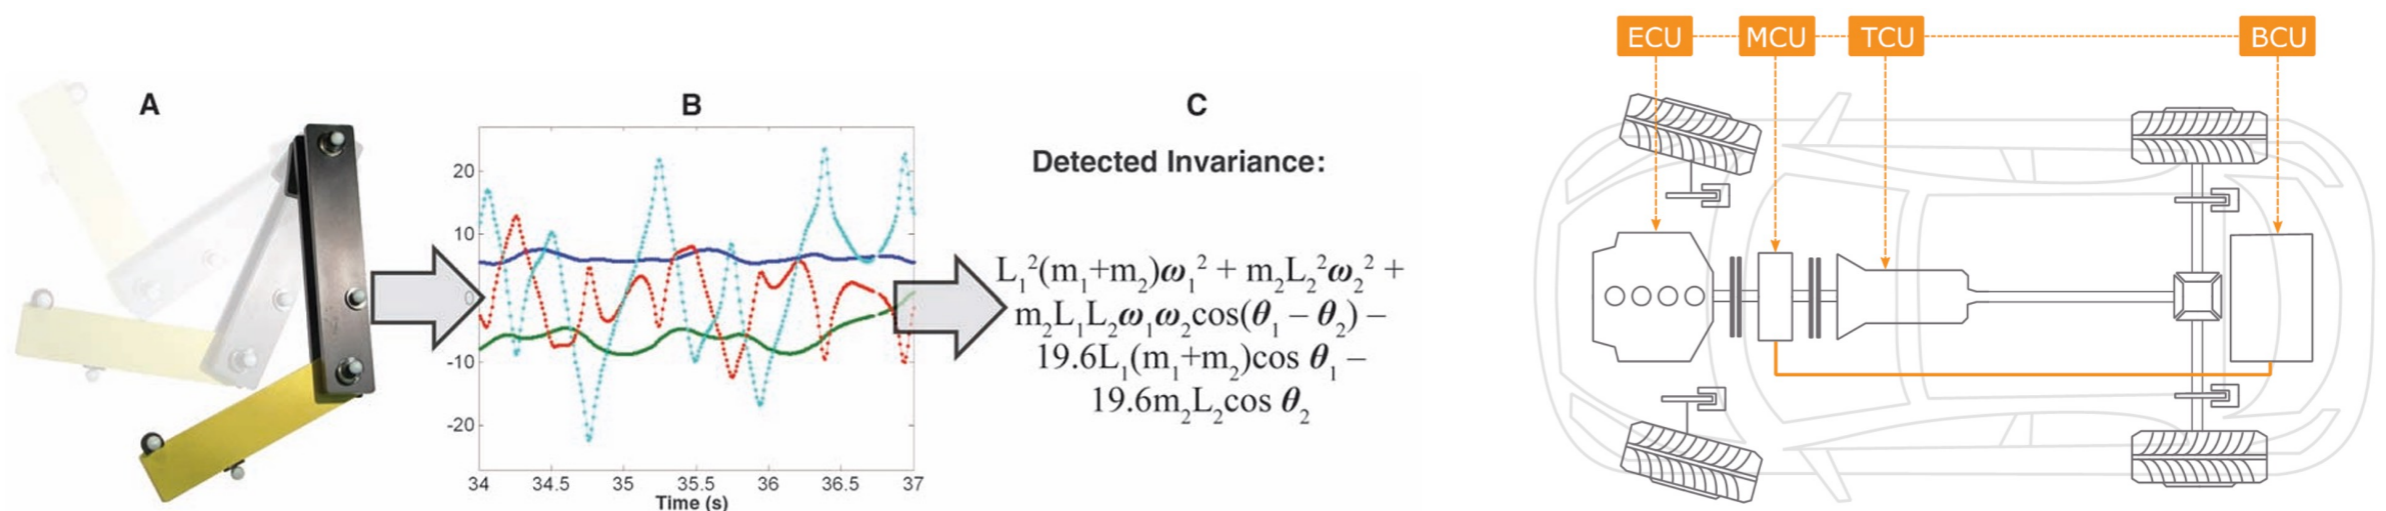 A
B
C
20
10
0
-10
-20
34
34.5
35
35.5
36
36.5
37
Time (s)
Detected Invariance:
L₁²(m₁+m₂)ω₁² + m₂L₂²ω₂² +
m₂L₁L₂ω₁ω₂cos(θ₁ – θ₂) –
19.6L₁(m₁+m₂)cos θ₁ –
19.6m₂L₂cos θ₂
ECU
MCU
TCU
BCU